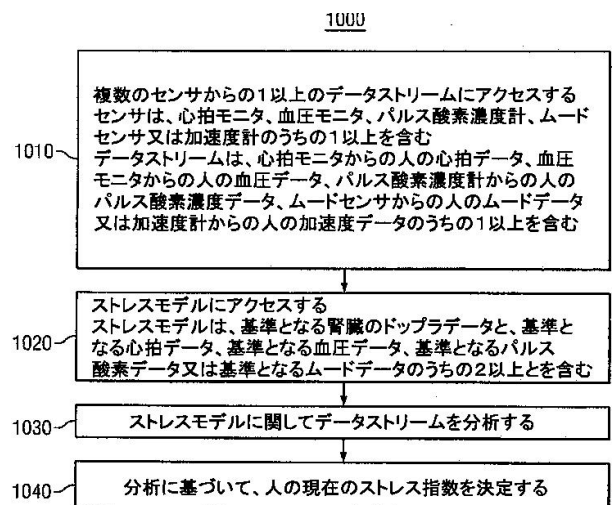 1000
1010
複数のセンサからの1以上のデータストリームにアクセスする
センサは、心拍モニタ、血圧モニタ、パルス酸素濃度計、ムード
センサ又は加速度計のうちの1以上を含む
データストリームは、心拍モニタからの人の心拍データ、血圧
モニタからの人の血圧データ、パルス酸素濃度計からの人の
パルス酸素濃度データ、ムードセンサからの人のムードデータ
又は加速度計からの人の加速度データのうちの1以上を含む
1020
ストレスモデルにアクセスする
ストレスモデルは、基準となる腎臓のドップラデータと、基準と
なる心拍データ、基準となる血圧データ、基準となるパルス
酸素データ又は基準となるムードデータのうちの2以上とを含む
1030
ストレスモデルに関してデータストリームを分析する
1040
分析に基づいて、人の現在のストレス指数を決定する